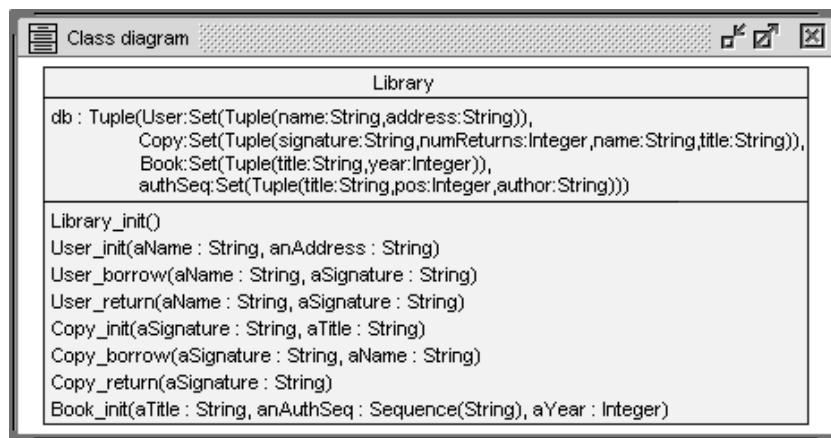 Class diagram
Library
db : Tuple(User:Set(Tuple(name:String,address:String)),
Copy:Set(Tuple(signature:String,numReturns:Integer,name:String,title:String)),
Book:Set(Tuple(title:String,year:Integer)),
authSeq:Set(Tuple(title:String,pos:Integer,author:String)))
Library_init()
User_init(aName : String, anAddress : String)
User_borrow(aName : String, aSignature : String)
User_return(aName : String, aSignature : String)
Copy_init(aSignature : String, aTitle : String)
Copy_borrow(aSignature : String, aName : String)
Copy_return(aSignature : String)
Book_init(aTitle : String, anAuthSeq : Sequence(String), aYear : Integer)